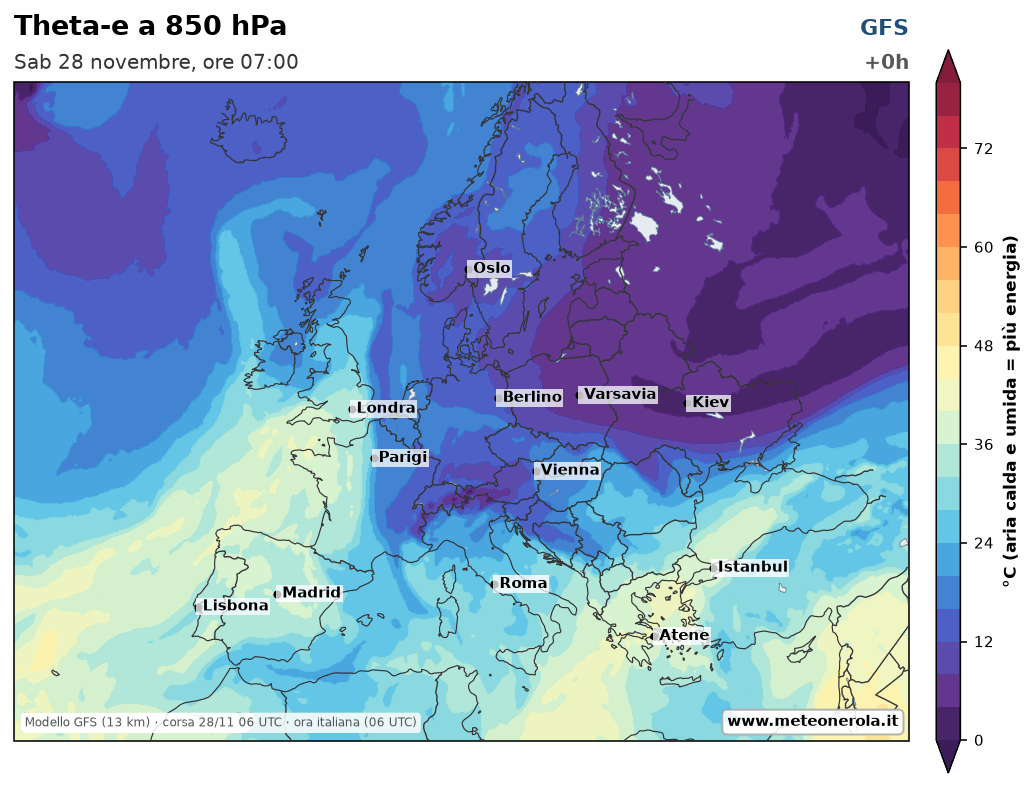 Theta-e a 850 hPa
GFS
Sab 28 novembre, ore 07:00
+0h
72
60
48
36
24
12
0
°C (aria calda e umida = più energia)
Oslo
Berlino
Varsavia
Kiev
Londra
Parigi
Vienna
Istanbul
Roma
Madrid
Lisbona
Atene
Modello GFS (13 km) · corsa 28/11 06 UTC · ora italiana (06 UTC)
www.meteonerola.it